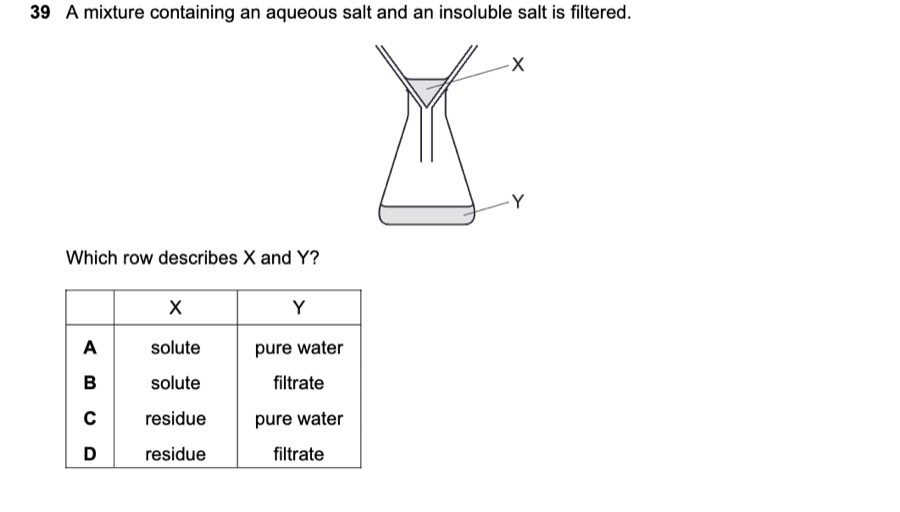 39 A mixture containing an aqueous salt and an insoluble salt is filtered.
X
Y
Which row describes X and Y?
X Y
A solute pure water
B solute filtrate
C residue pure water
D residue filtrate